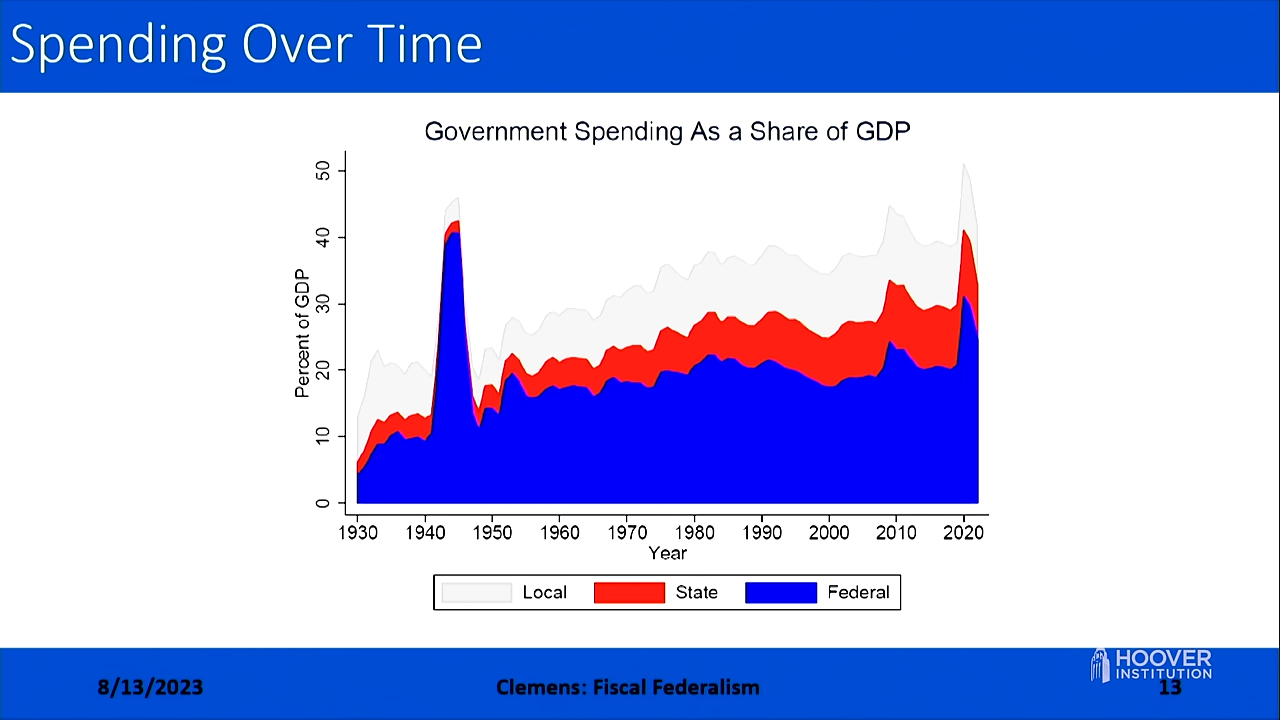 Spending Over Time
Government Spending As a Share of GDP
Percent of GDP
50
40
30
20
10
0
1930 1940 1950 1960 1970 1980 1990 2000 2010 2020
Year
Local State Federal
8/13/2023
Clemens: Fiscal Federalism
HOOVER
INSTITUTION
13